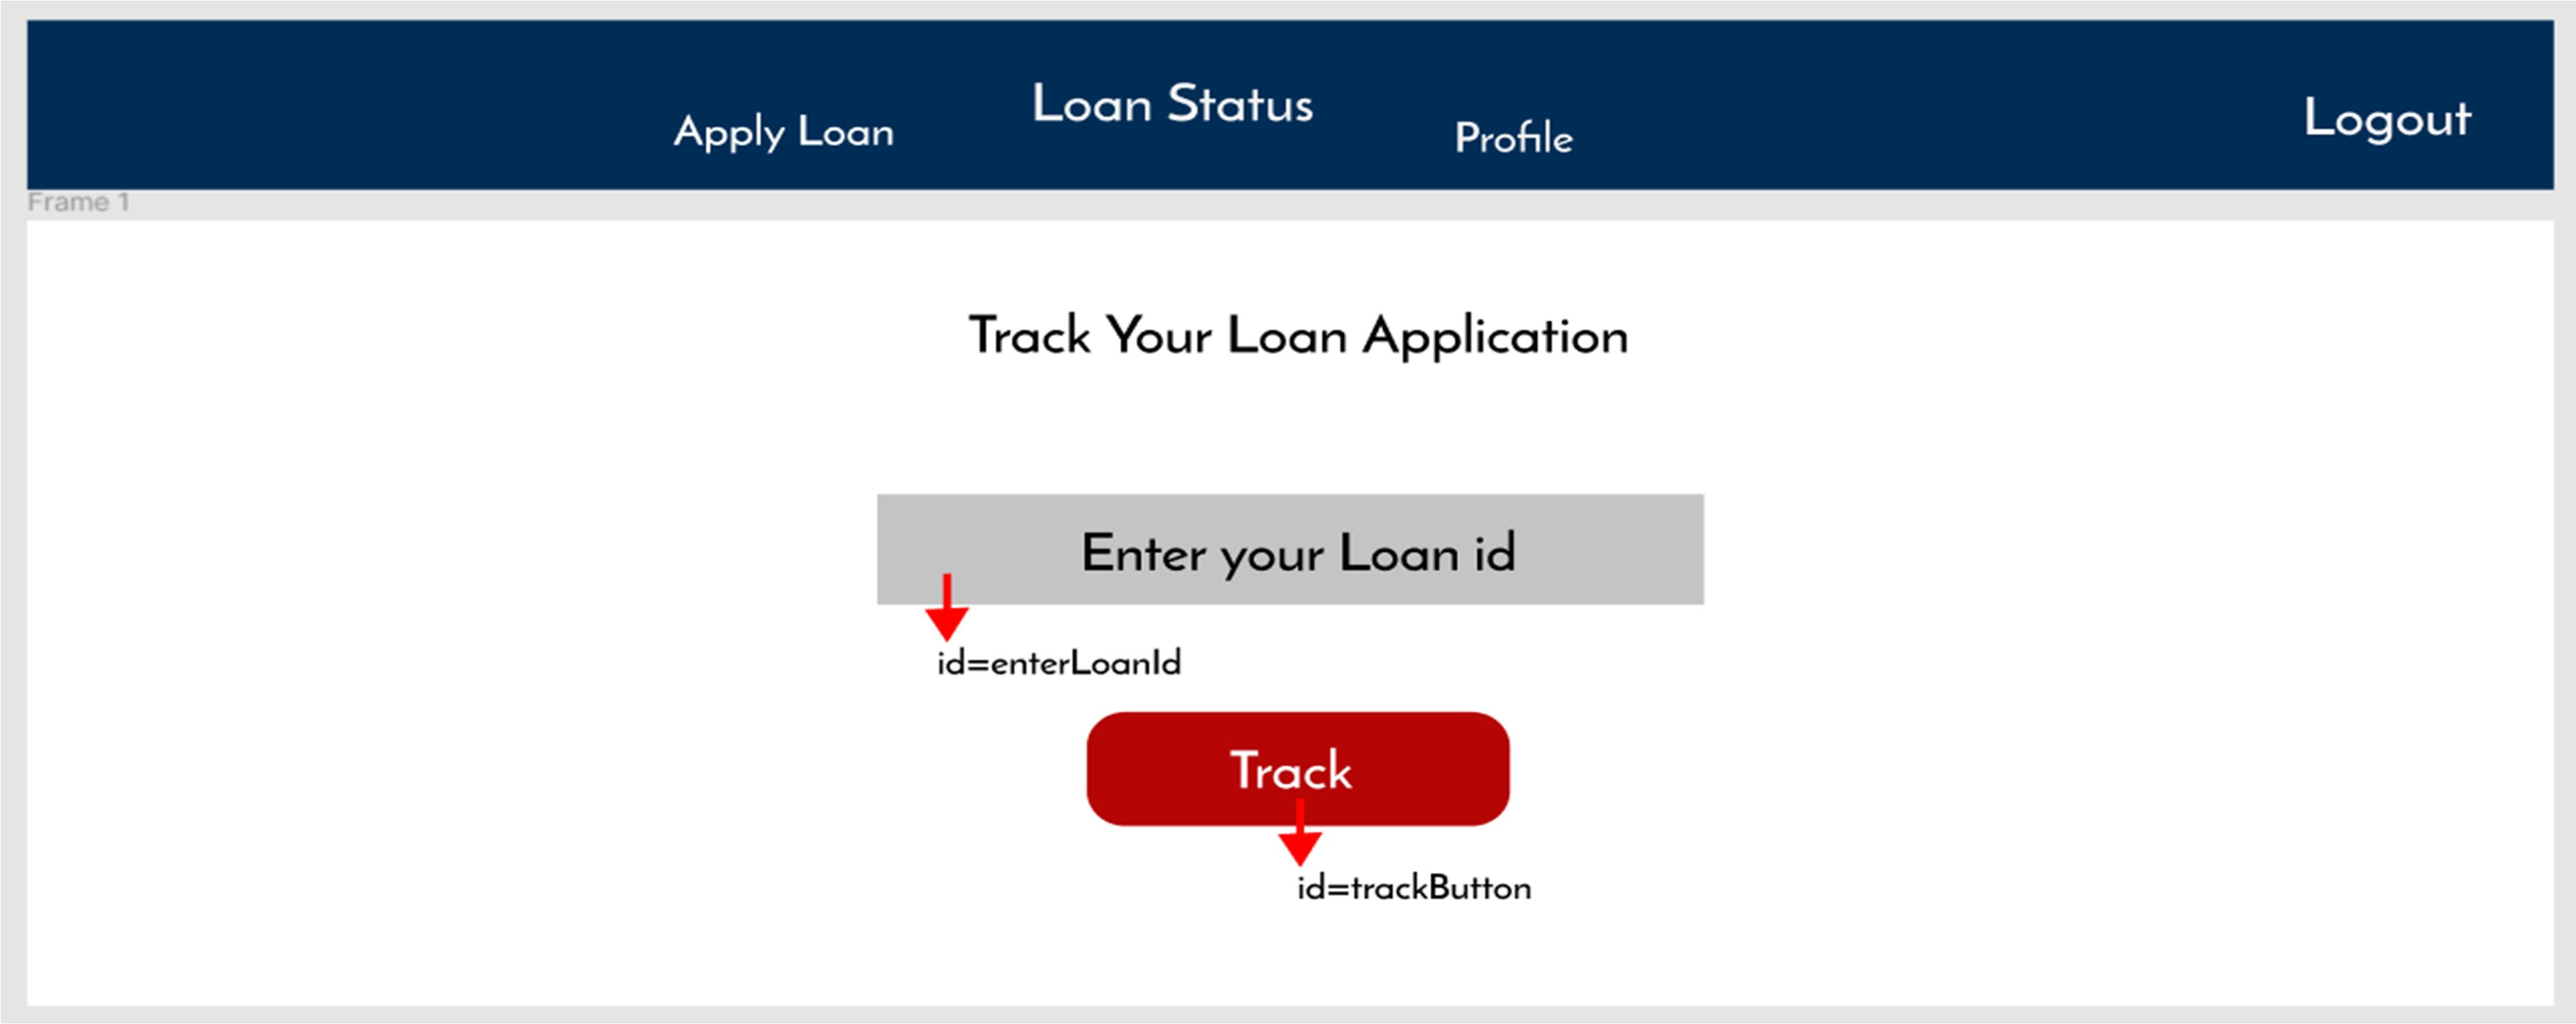 Apply Loan
Loan Status
Profile
Logout
Frame 1
Track Your Loan Application
Enter your Loan id
id=enterLoanId
Track
id=trackButton